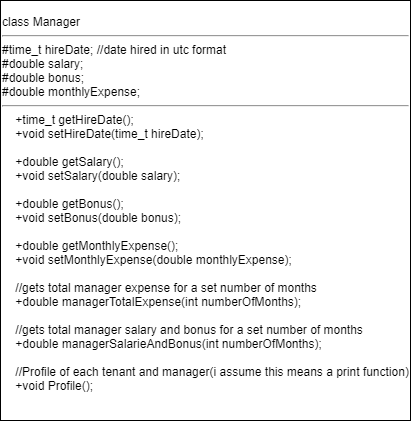 class Manager
#time_t hireDate; //date hired in utc format
#double salary;
#double bonus;
#double monthlyExpense;
+time_t getHireDate();
+void setHireDate(time_t hireDate);
+double getSalary();
+void setSalary(double salary);
+double getBonus();
+void setBonus(double bonus);
+double getMonthlyExpense();
+void setMonthlyExpense(double monthlyExpense);
//gets total manager expense for a set number of months
+double managerTotalExpense(int numberOfMonths);
//gets total manager salary and bonus for a set number of months
+double managerSalarieAndBonus(int numberOfMonths);
//Profile of each tenant and manager(i assume this means a print function)
+void Profile();